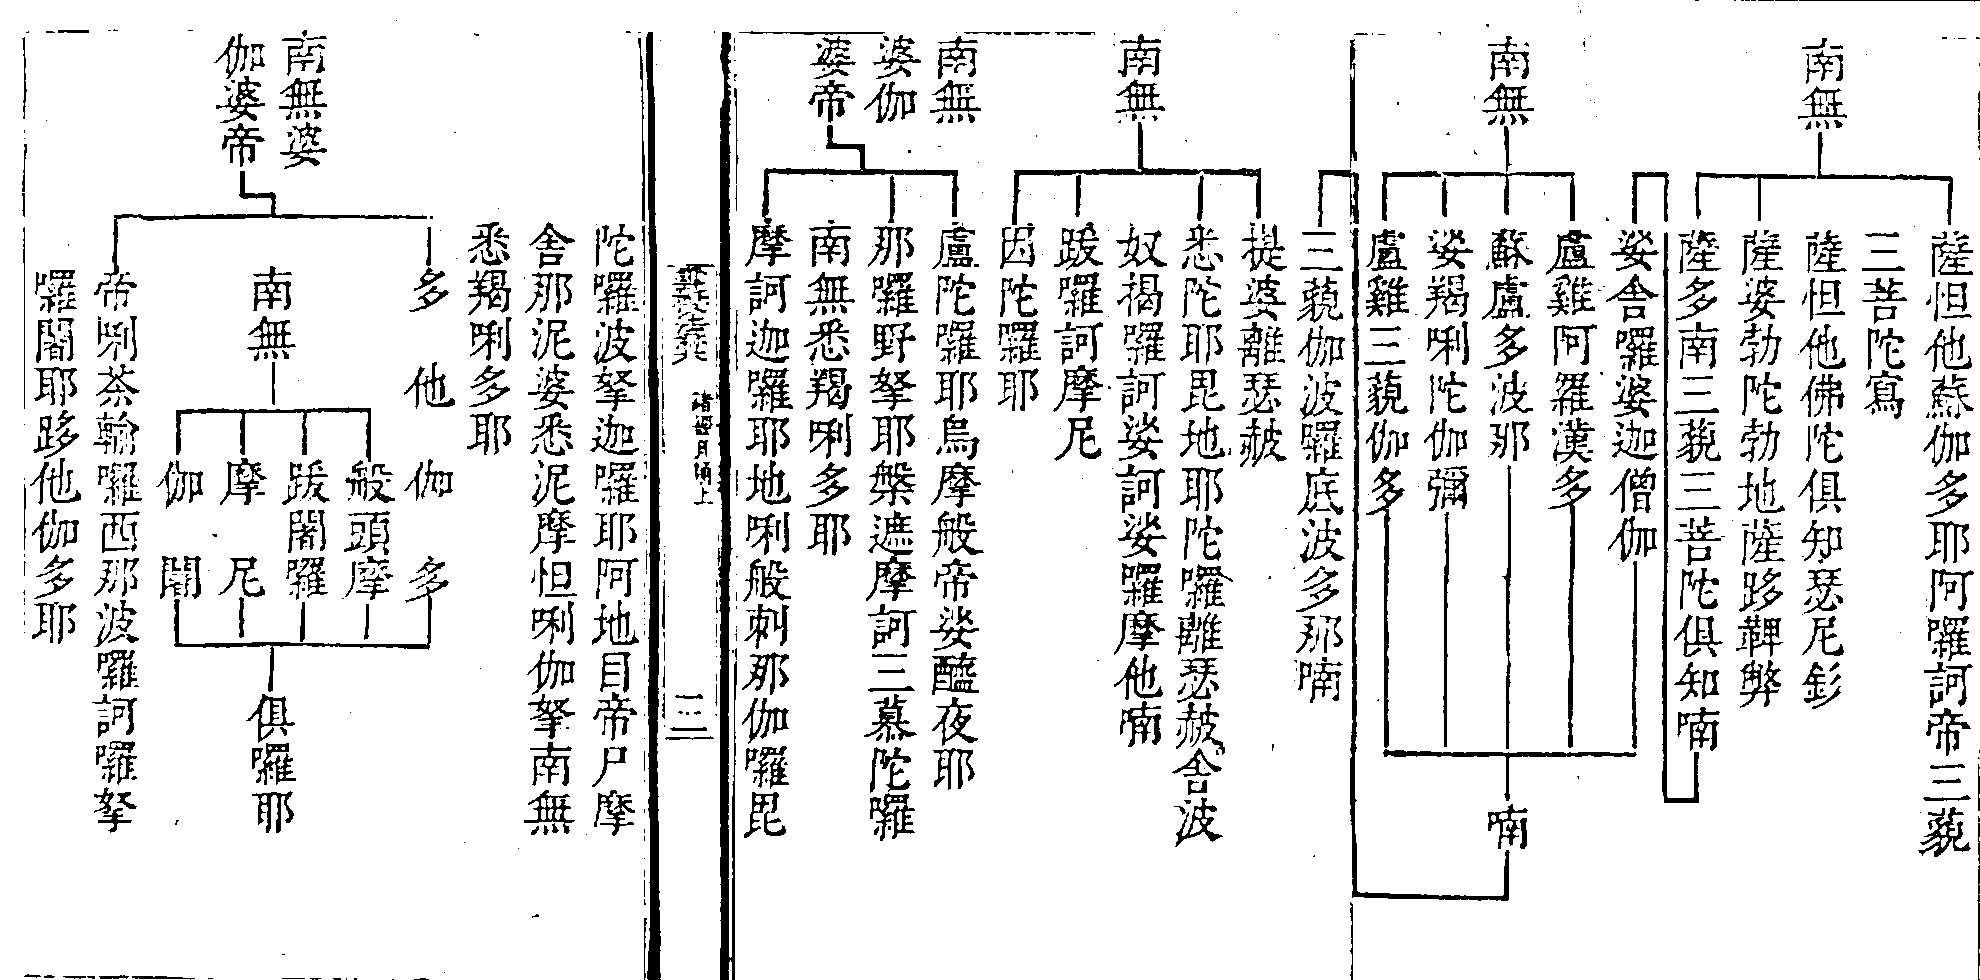 南無
薩怛他蘇伽多耶阿囉訶帝三藐
三菩陀寫
薩怛他佛陀俱知瑟尼釤
薩婆勃陀勃地薩跢鞞弊
薩多南三藐三菩陀俱知喃
南無
娑舍囉婆迦僧伽
盧雞阿羅漢多
蘇盧多波那
娑羯唎陀伽彌
盧雞三藐伽多
喃
三藐伽波囉底波多那喃
南無
提婆離瑟赧
悉陀耶毘地耶陀囉離瑟赧舍波
奴揭囉訶娑訶娑囉摩他喃
跋囉訶摩尼
因陀囉耶
南無
婆伽
婆帝
盧陀囉耶烏摩般帝娑醯夜耶
那囉野拏耶槃遮摩訶三慕陀囉
南無悉羯唎多耶
摩訶迦囉耶地唎般剌那伽囉毘
諸經日誦上
三
陀囉波拏迦囉耶阿地目帝尸摩
舍那泥婆悉泥摩怛唎伽拏南無
悉羯唎多耶
南無婆
伽婆帝
多他伽多
南無
般頭摩
跋闍囉
摩尼
伽闍
俱囉耶
帝唎茶輸囉西那波囉訶囉拏
囉闍耶跢他伽多耶